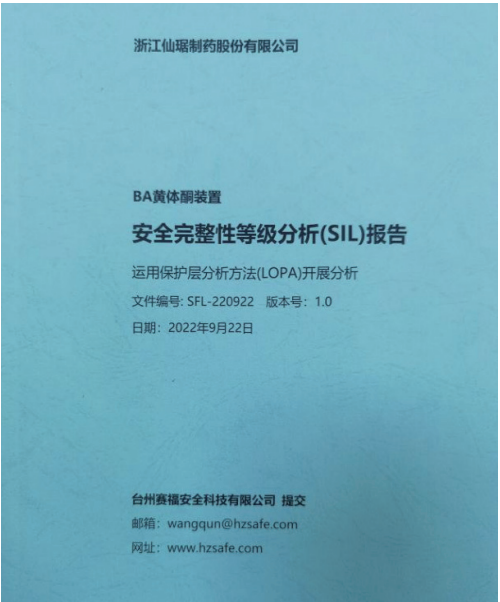 浙江仙琚制药股份有限公司
BA黄体酮装置
安全完整性等级分析(SIL)报告
运用保护层分析方法(LOPA)开展分析
文件编号: SFL-220922 版本号：1.0
日期：2022年9月22日
台州赛福安全科技有限公司 提交
邮箱：wangqun@hzsafe.com
网址：www.hzsafe.com